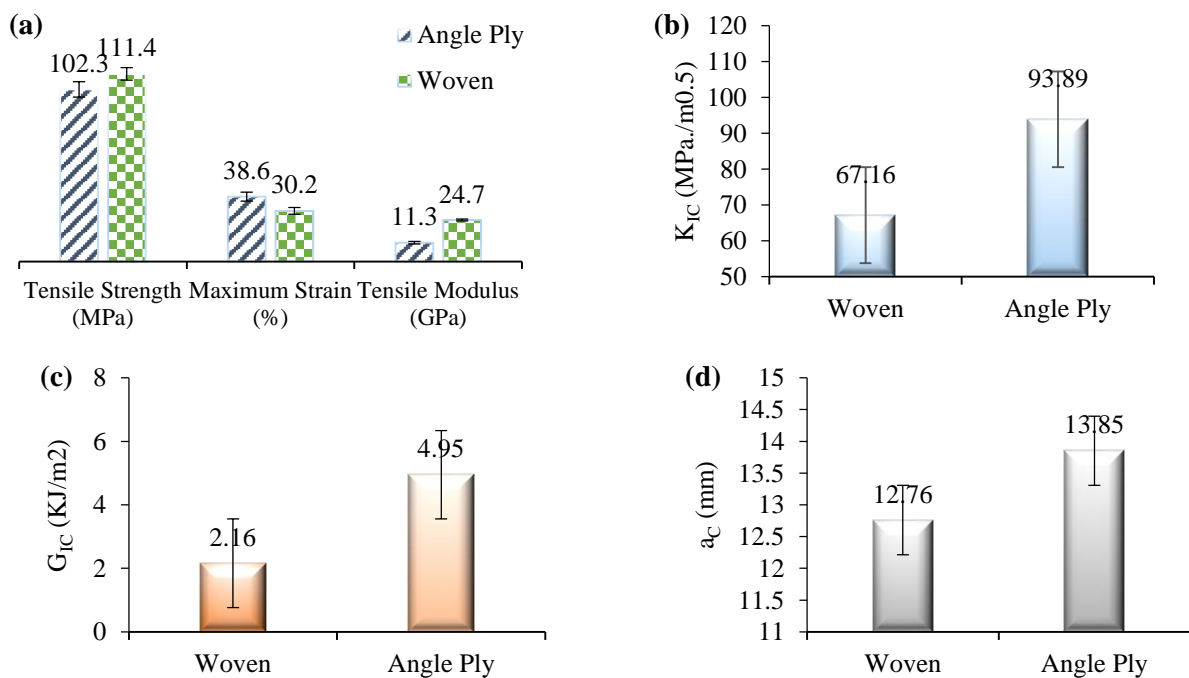 (a)
Angle Ply
Woven
102.3
111.4
38.6
30.2
11.3
24.7
Tensile Strength (MPa)
Maximum Strain (%)
Tensile Modulus (GPa)
(b)
K_IC (MPa./m0.5)
120
110
100
90
80
70
60
50
67.16
93.89
Woven
Angle Ply
(c)
G_IC (KJ/m2)
8
6
4
2
0
2.16
4.95
Woven
Angle Ply
(d)
a_C (mm)
15
14.5
14
13.5
13
12.5
12
11.5
11
12.76
13.85
Woven
Angle Ply